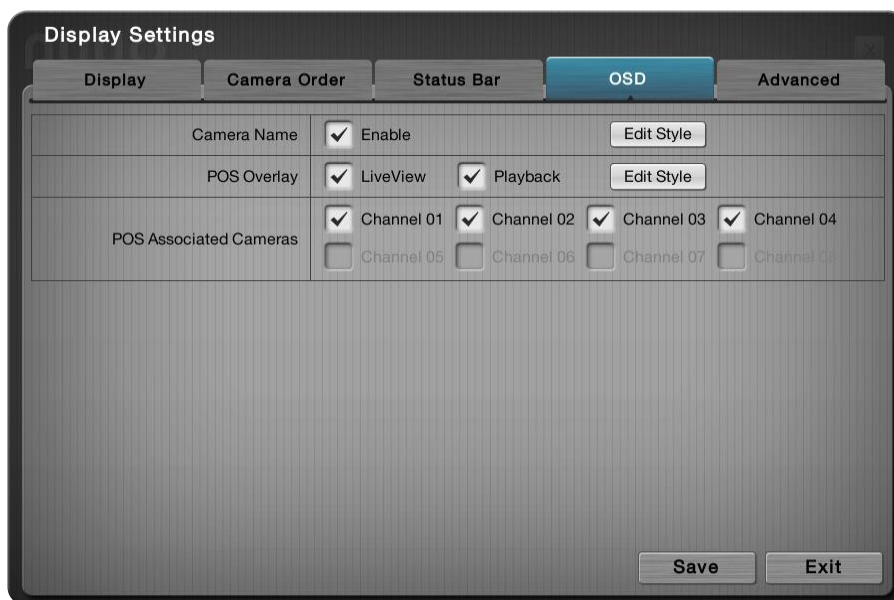 Display Settings
Display Camera Order Status Bar OSD Advanced
Camera Name Enable Edit Style
POS Overlay LiveView Playback Edit Style
POS Associated Cameras
Channel 01 Channel 02 Channel 03 Channel 04
Channel 05 Channel 06 Channel 07 Channel 08
Save Exit